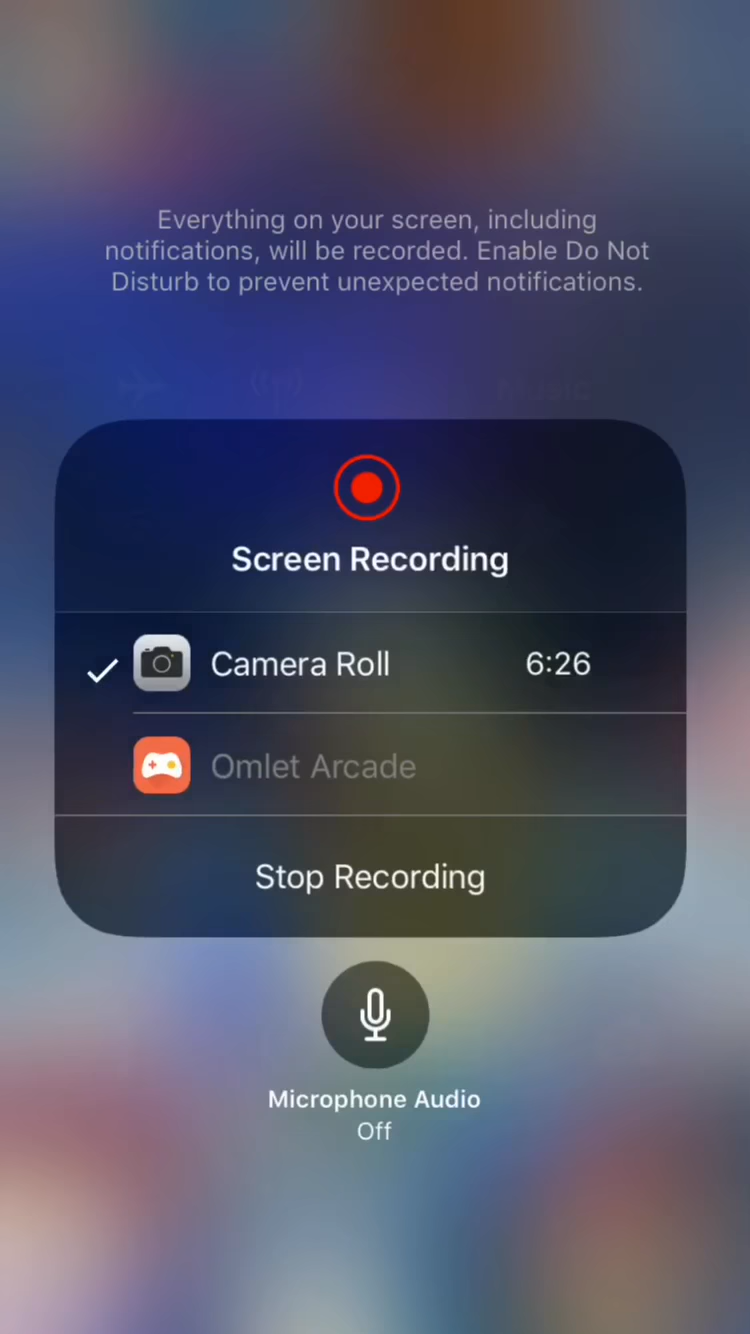 Everything on your screen, including
notifications, will be recorded. Enable Do Not
Disturb to prevent unexpected notifications.
Music
Screen Recording
Camera Roll 6:26
Omlet Arcade
Stop Recording
Microphone Audio
Off